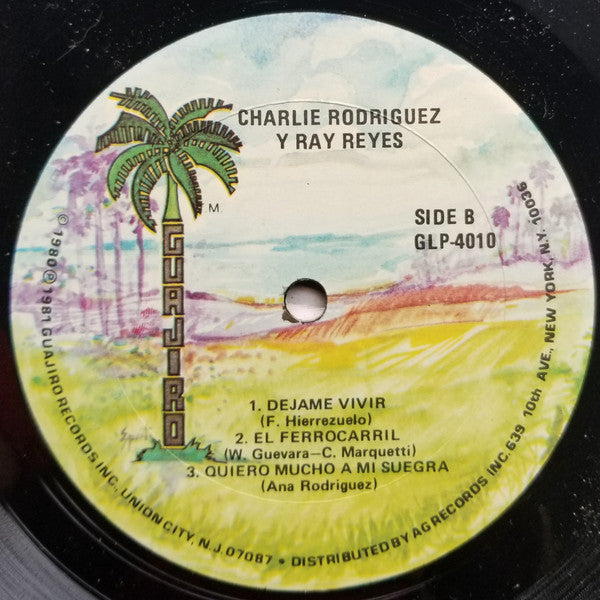 CHARLIE RODRIGUEZ
Y RAY REYES
T.M.
GUAJIRO
SIDE B
GLP-4010
1. DEJAME VIVIR
(F. Hierrezuelo)
2. EL FERROCARRIL
(W. Guevara—C. Marquetti)
3. QUIERO MUCHO A MI SUEGRA
(Ana Rodriguez)
© 1980 ℗ 1981 GUAJIRO RECORDS INC., UNION CITY, N.J. 07087 • DISTRIBUTED BY AG RECORDS INC. 639 10th AVE., NEW YORK, N.Y. 10036